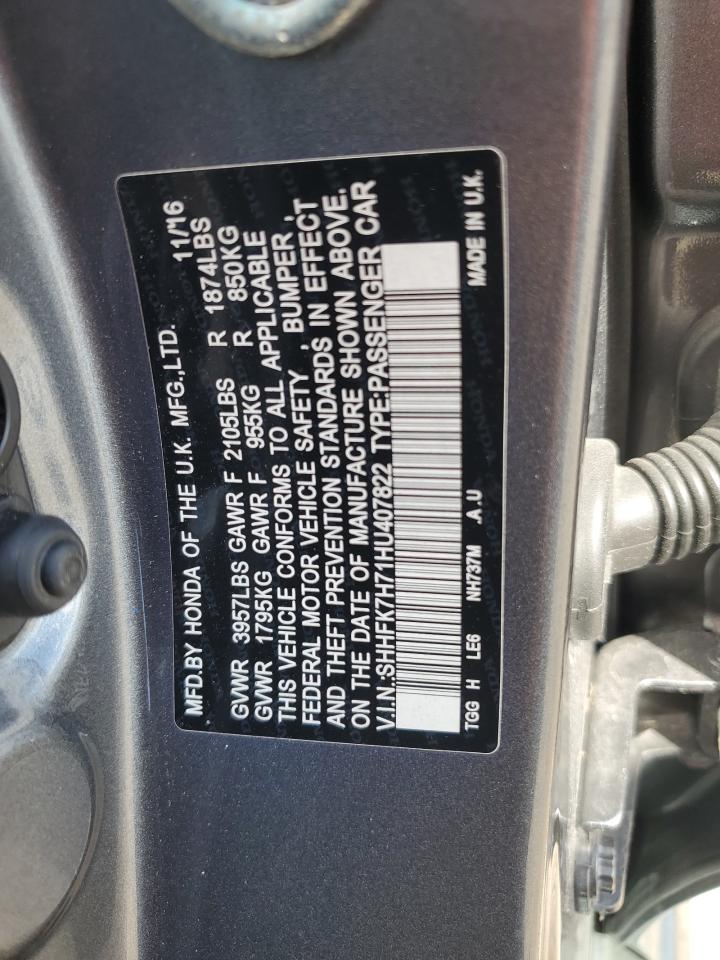 MFD.BY HONDA OF THE U.K. MFG.,LTD. 11/16
GVWR 3957LBS GAWR F 2105LBS R 1874LBS
GVWR 1795KG GAWR F 955KG R 850KG
THIS VEHICLE CONFORMS TO ALL APPLICABLE
FEDERAL MOTOR VEHICLE SAFETY , BUMPER ,
AND THEFT PREVENTION STANDARDS IN EFFECT
ON THE DATE OF MANUFACTURE SHOWN ABOVE.
V.I.N.:SHHFK7H71HU407822 TYPE:PASSENGER CAR
TGG H LE6 NH737M .A.U MADE IN U.K.